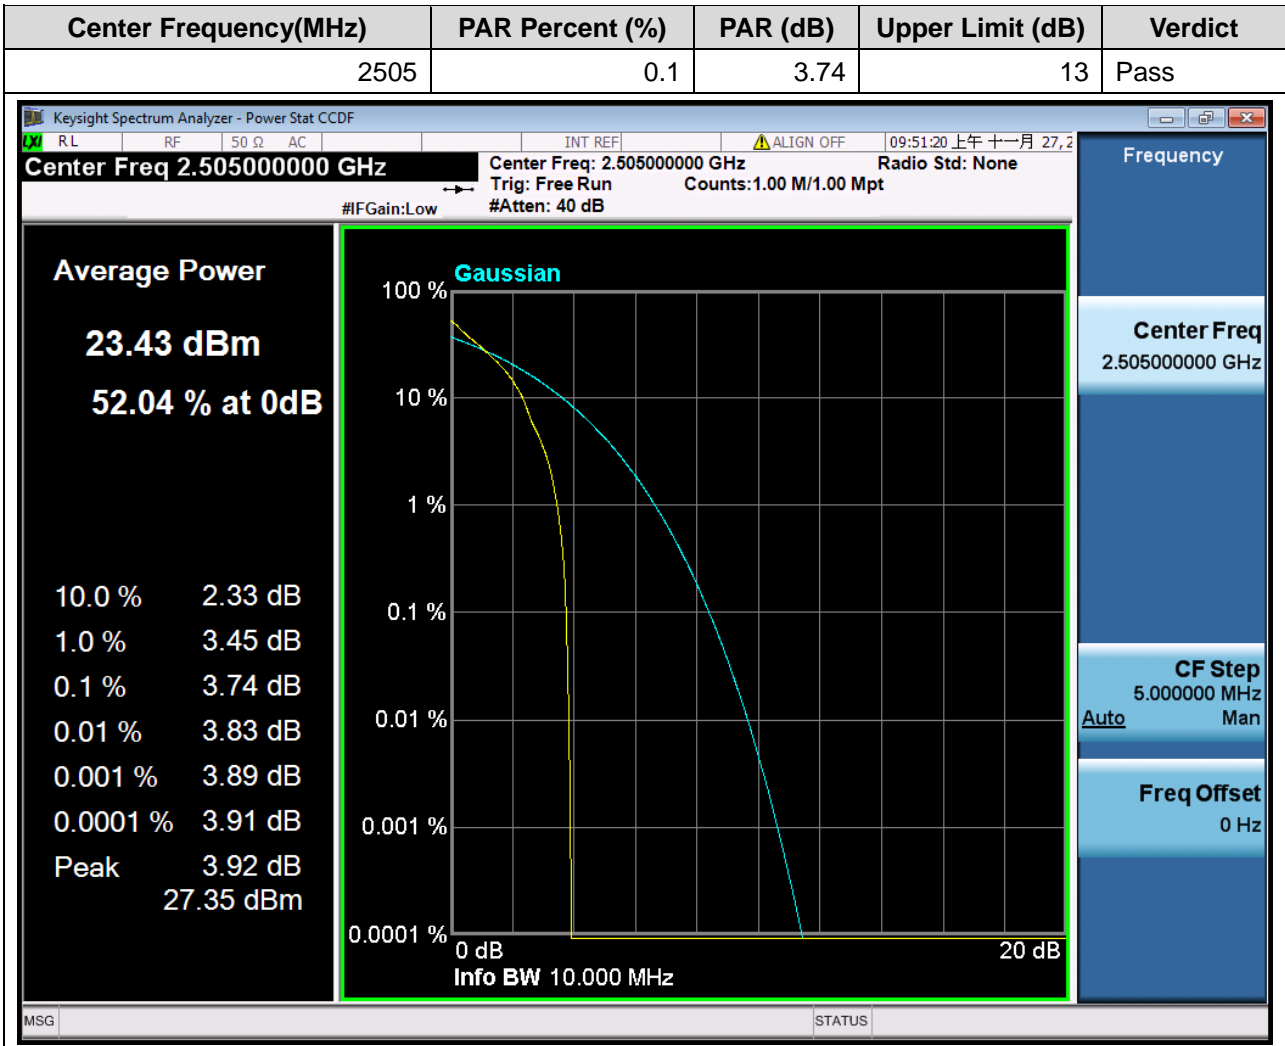 Center Frequency(MHz) PAR Percent (%) PAR (dB) Upper Limit (dB) Verdict
2505 0.1 3.74 13 Pass
Keysight Spectrum Analyzer - Power Stat CCDF
LXI RL RF 50 Ω AC INT REF ALIGN OFF 09:51:20 上午 十一月 27, 2
Center Freq 2.505000000 GHz
Center Freq: 2.505000000 GHz Radio Std: None
Trig: Free Run Counts:1.00 M/1.00 Mpt
#IFGain:Low #Atten: 40 dB
Frequency
Average Power
23.43 dBm
52.04 % at 0dB
10.0 % 2.33 dB
1.0 % 3.45 dB
0.1 % 3.74 dB
0.01 % 3.83 dB
0.001 % 3.89 dB
0.0001 % 3.91 dB
Peak 3.92 dB
27.35 dBm
Gaussian
100 %
10 %
1 %
0.1 %
0.01 %
0.001 %
0.0001 %
0 dB 20 dB
Info BW 10.000 MHz
Center Freq
2.505000000 GHz
CF Step
5.000000 MHz
Auto Man
Freq Offset
0 Hz
MSG STATUS